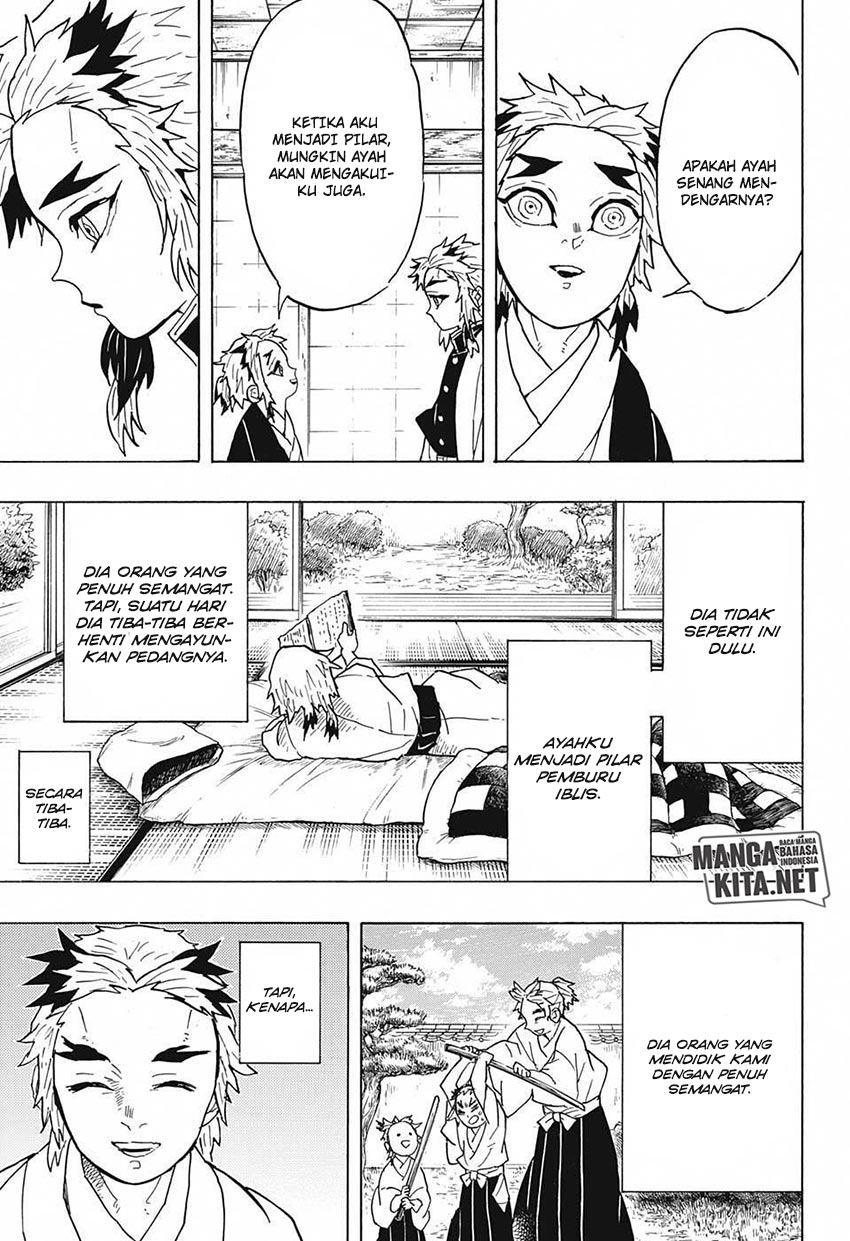 APAKAH AYAH
SENANG MEN-
DENGARNYA?
KETIKA AKU
MENJADI PILAR,
MUNGKIN AYAH
AKAN MENGAKUI-
KU JUGA.
DIA TIDAK
SEPERTI INI
DULU.
AYAHKU
MENJADI PILAR
PEMBURU
IBLIS.
DIA ORANG YANG
PENUH SEMANGAT.
TAPI, SUATU HARI
DIA TIBA-TIBA BER-
HENTI MENGAYUN-
KAN PEDANGNYA.
SECARA
TIBA-
TIBA.
MANGA
BACA MANGA
BAHASA
INDONESIA
KITA.NET
DIA ORANG YANG
MENDIDIK KAMI
DENGAN PENUH
SEMANGAT.
TAPI,
KENAPA...